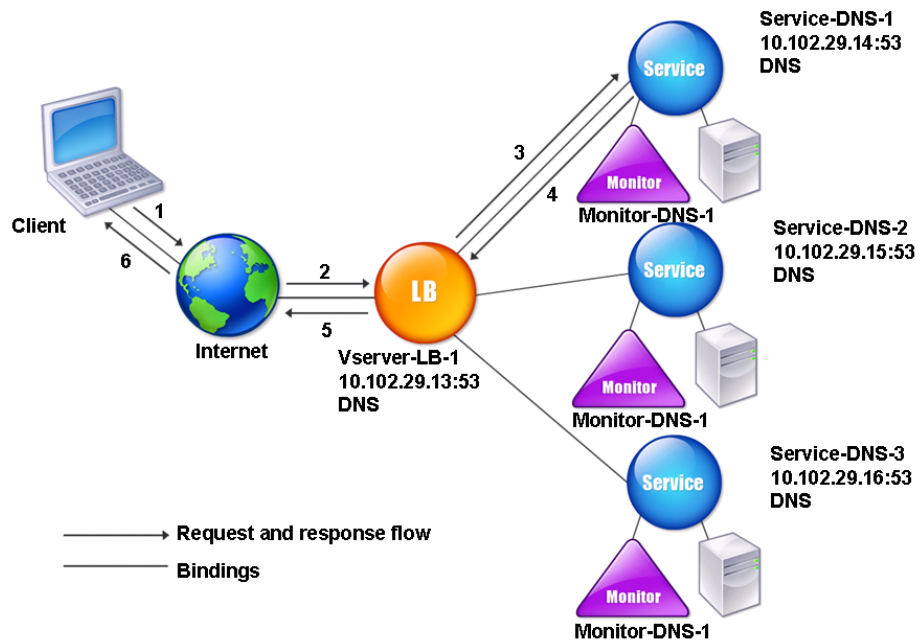 Service-DNS-1
10.102.29.14:53
DNS
Service
3
4
Monitor
Monitor-DNS-1
Client
1
6
Internet
2
5
LB
Vserver-LB-1
10.102.29.13:53
DNS
Service-DNS-2
10.102.29.15:53
DNS
Service
Monitor
Monitor-DNS-1
Service-DNS-3
10.102.29.16:53
DNS
Service
Monitor
Monitor-DNS-1
Request and response flow
Bindings